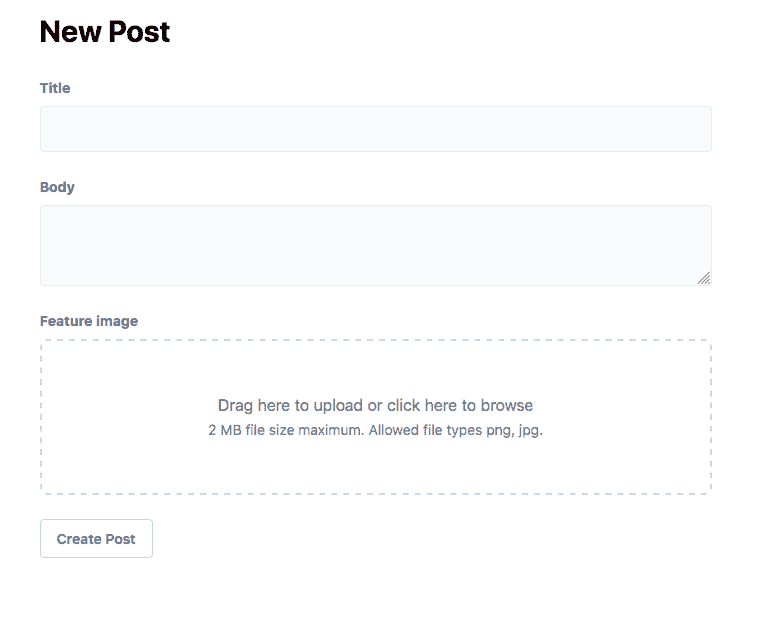 New Post
Title
Body
Feature image
Drag here to upload or click here to browse
2 MB file size maximum. Allowed file types png, jpg.
Create Post